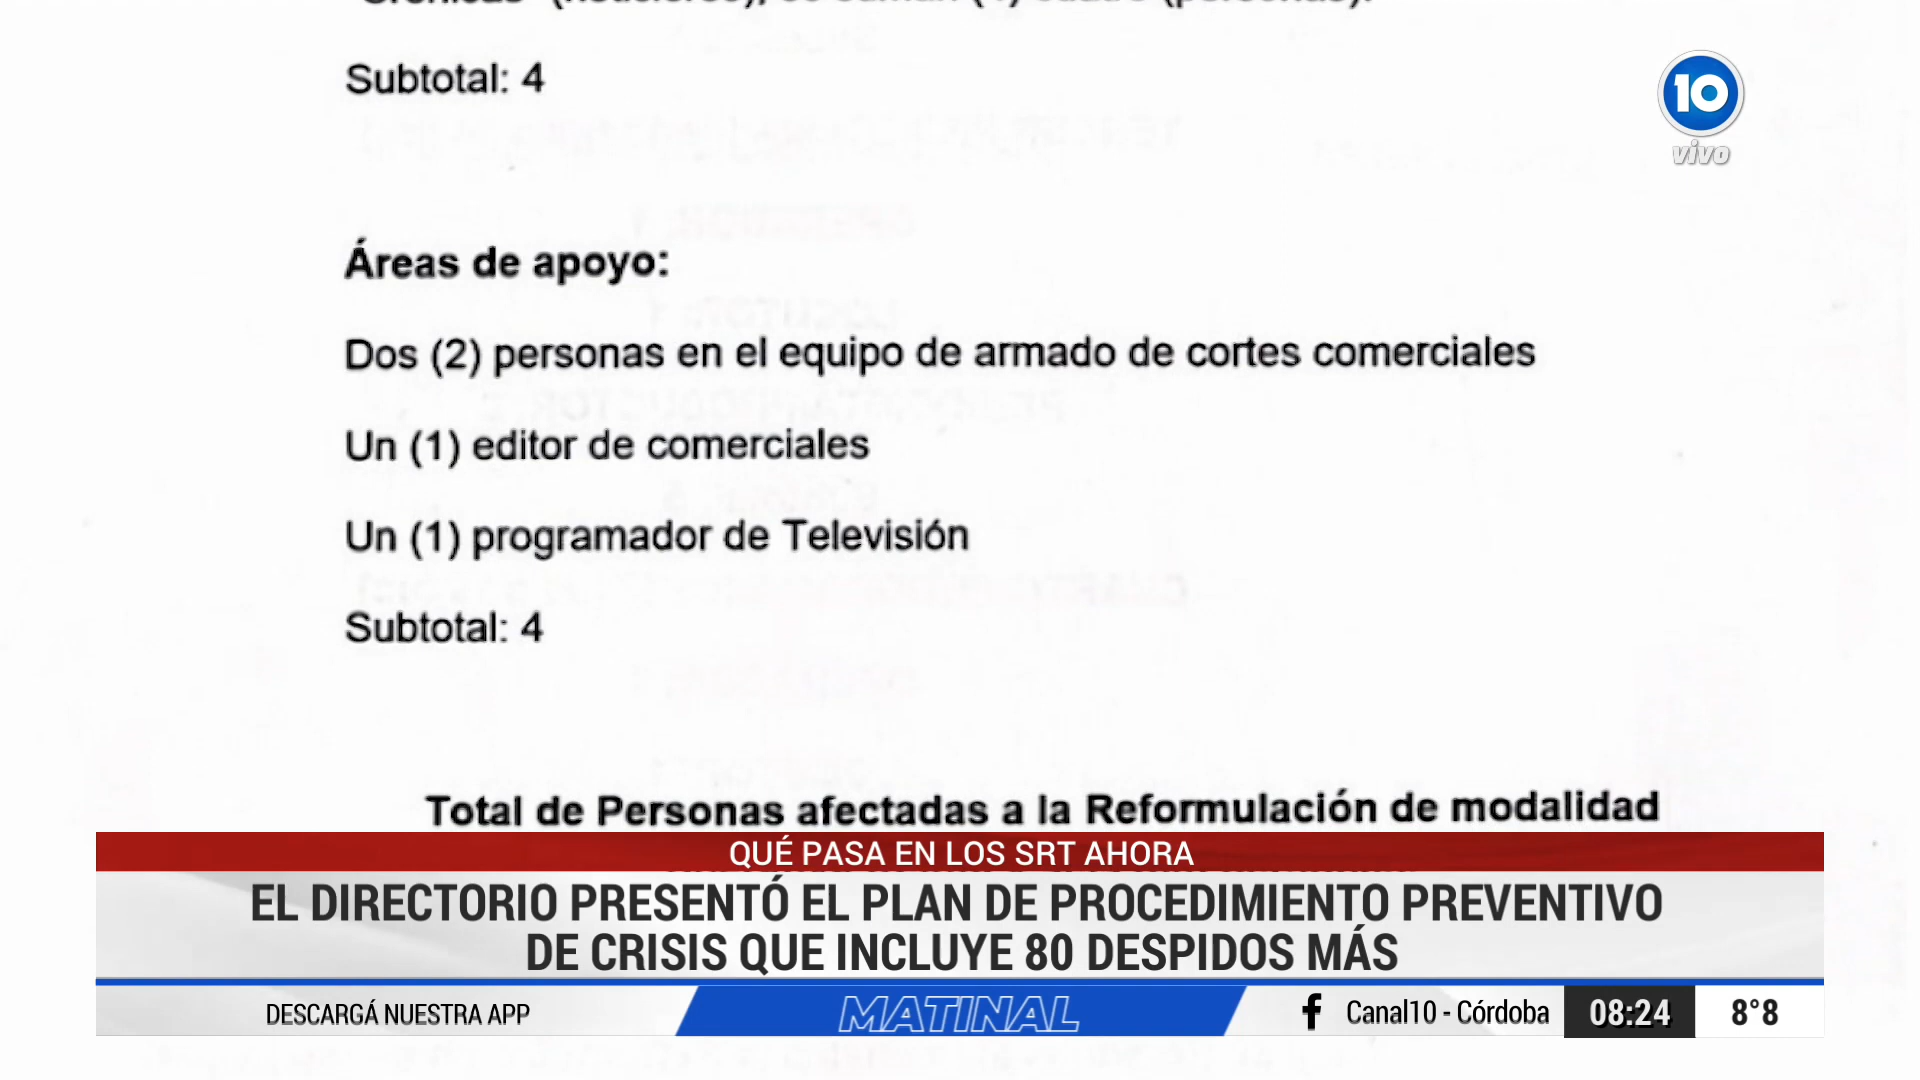 Subtotal: 4
10
vivo
Áreas de apoyo:
Dos (2) personas en el equipo de armado de cortes comerciales
Un (1) editor de comerciales
Un (1) programador de Televisión
Subtotal: 4
Total de Personas afectadas a la Reformulación de modalidad
QUÉ PASA EN LOS SRT AHORA
EL DIRECTORIO PRESENTÓ EL PLAN DE PROCEDIMIENTO PREVENTIVO
DE CRISIS QUE INCLUYE 80 DESPIDOS MÁS
DESCARGÁ NUESTRA APP
MATINAL
Canal10 - Córdoba
08:24
8°8